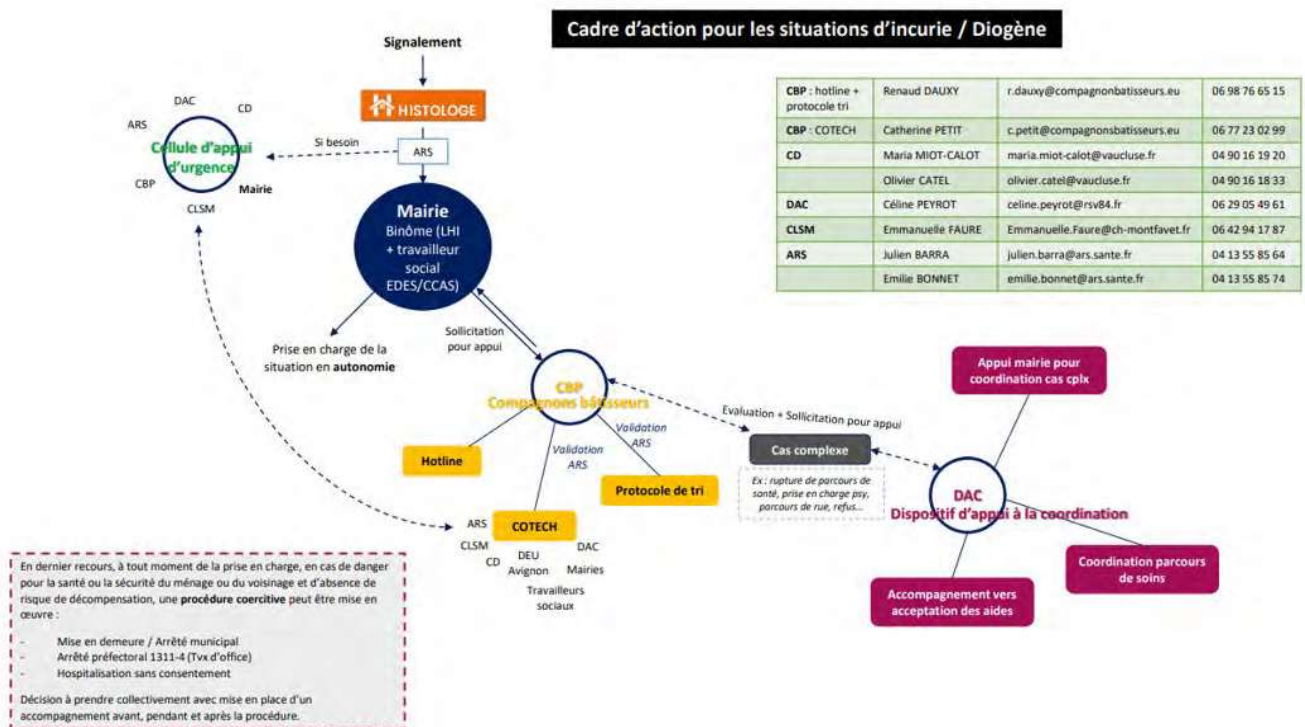 Cadre d'action pour les situations d'incurie / Diogène
Signalement
HISTOLOGE
ARS
Si besoin
DAC
CD
ARS
Cellule d'appui
d'urgence
CBP
Mairie
CLSM
Mairie
Binôme (LHI
+ travailleur
social
EDES/CCAS)
Prise en charge de la
situation en autonomie
Sollicitation
pour appui
CBP : hotline +
protocole tri
Renaud DAUXY
r.dauxy@compagnonbatisseurs.eu
06 98 76 65 15
CBP : COTECH
Catherine PETIT
c.petit@compagnonsbatisseurs.eu
06 77 23 02 99
CD
Maria MIOT-CALOT
maria.miot-calot@vaucluse.fr
04 90 16 19 20
Olivier CATEL
olivier.catel@vaucluse.fr
04 90 16 18 33
DAC
Céline PEYROT
celine.peyrot@rsv84.fr
06 29 05 49 61
CLSM
Emmanuelle FAURE
Emmanuelle.Faure@ch-montfavet.fr
06 42 94 17 87
ARS
Julien BARRA
julien.barra@ars.sante.fr
04 13 55 85 64
Emilie BONNET
emilie.bonnet@ars.sante.fr
04 13 55 85 74
CBP
Compagnons bâtisseurs
Hotline
Validation
ARS
Validation
ARS
Protocole de tri
COTECH
ARS
CLSM
CD
DEU
Avignon
DAC
Mairies
Travailleurs
sociaux
Evaluation + Sollicitation pour appui
Cas complexe
Ex : rupture de parcours de
santé, prise en charge psy,
parcours de rue, refus...
Appui mairie pour
coordination cas cplx
DAC
Dispositif d'appui à la coordination
Coordination parcours
de soins
Accompagnement vers
acceptation des aides
En dernier recours, à tout moment de la prise en charge, en cas de danger
pour la santé ou la sécurité du ménage ou du voisinage et d'absence de
risque de décompensation, une procédure coercitive peut être mise en
œuvre :
- Mise en demeure / Arrêté municipal
- Arrêté préfectoral 1311-4 (Tvx d'office)
- Hospitalisation sans consentement
Décision à prendre collectivement avec mise en place d'un
accompagnement avant, pendant et après la procédure.